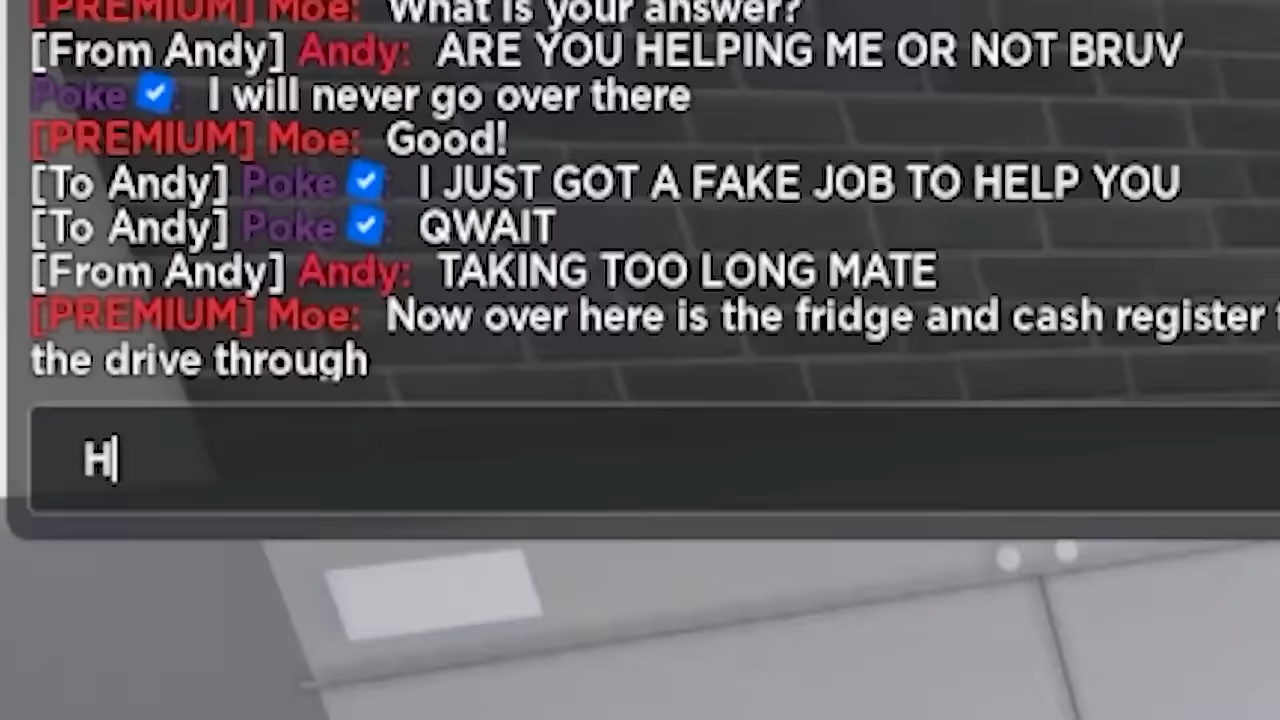 [PREMIUM] Moe: What is your answer?
[From Andy] Andy: ARE YOU HELPING ME OR NOT BRUV
Poke: I will never go over there
[PREMIUM] Moe: Good!
[To Andy] Poke: I JUST GOT A FAKE JOB TO HELP YOU
[To Andy] Poke: QWAIT
[From Andy] Andy: TAKING TOO LONG MATE
[PREMIUM] Moe: Now over here is the fridge and cash register
the drive through
H